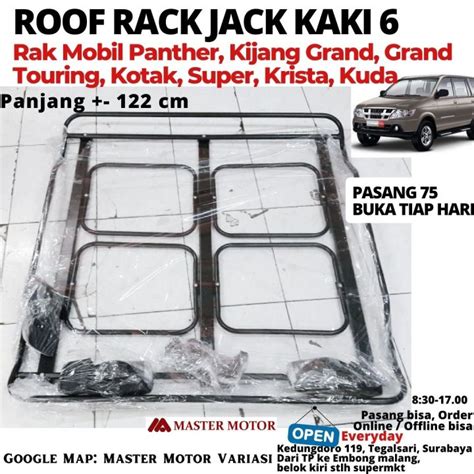 ROOF RACK JACK KAKI 6
Rak Mobil Panther, Kijang Grand, Grand
Touring, Kotak, Super, Krista, Kuda
Panjang +- 122 cm
PASANG 75
BUKA TIAP HARI
8:30-17.00
Pasang bisa, Order
Online / Offline bisa
MASTER MOTOR
OPEN Everyday
Kedungdoro 119, Tegalsari, Surabaya
Dari TP ke Embong malang,
belok kiri stlh supermkt
Google Map: Master Motor Variasi